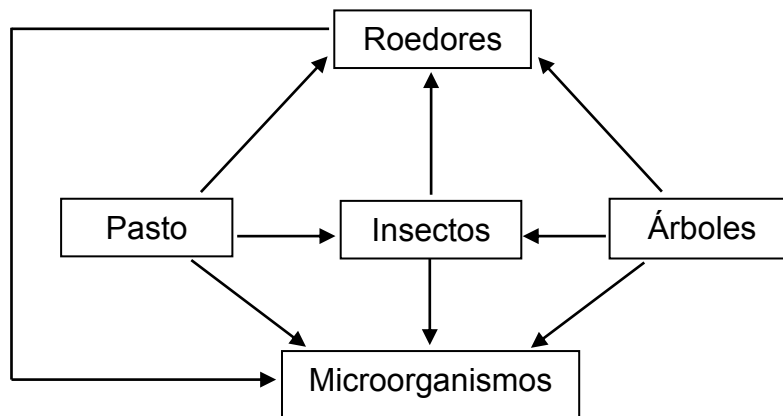 Roedores
Pasto
Insectos
Árboles
Microorganismos